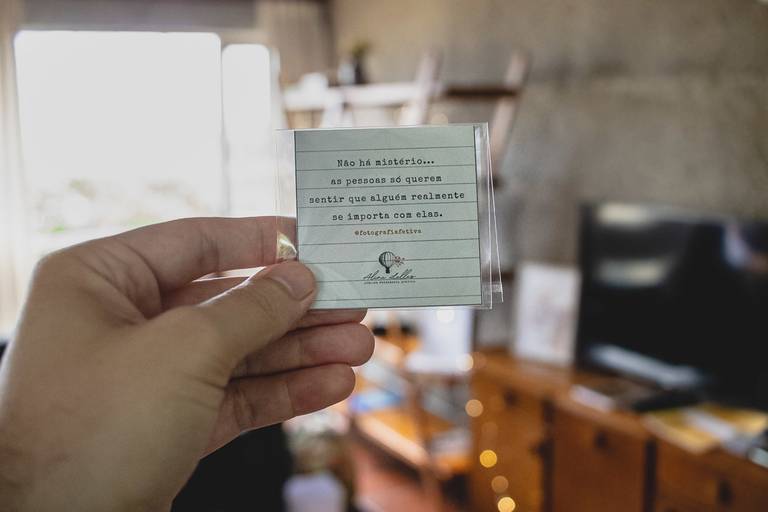 Não há mistério...
as pessoas só querem
sentir que alguém realmente
se importa com elas.
@fotografiafetiva